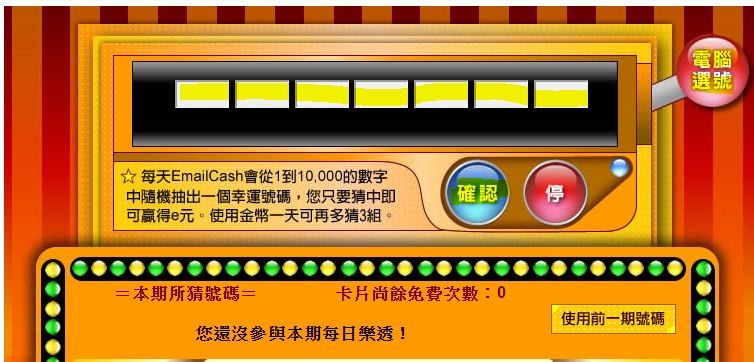 電腦
選號
☆ 每天EmailCash會從1到10,000的數字
中隨機抽出一個幸運號碼，您只要猜中即
可贏得e元。使用金幣一天可再多猜3組。
確認
停
＝本期所猜號碼＝
卡片尚餘免費次數：0
使用前一期號碼
您還沒參與本期每日樂透！